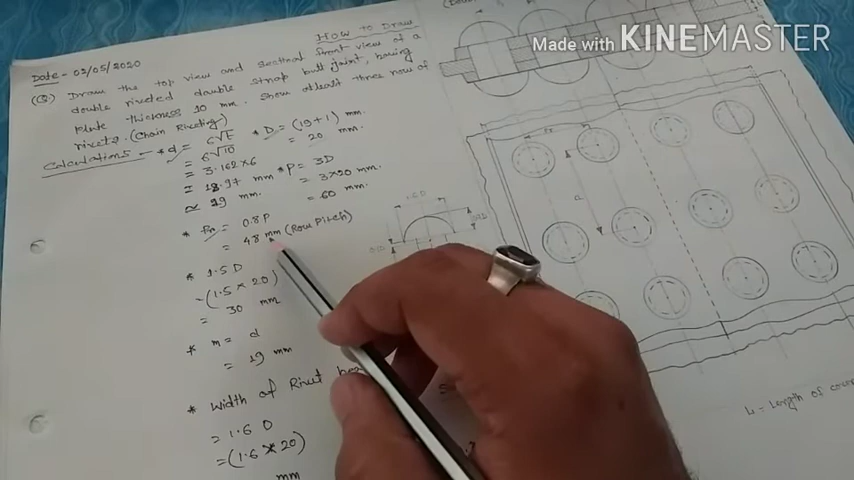 Made with KINEMASTER
How to Draw
Date - 02/05/2020
(Q) Draw the top view and sectional front view of a
double riveted double strap butt joint, having
plate thickness 10 mm. Show atleast three row of
rivets. (Chain Riveting)
Calculations - * d = 6√t
= 6√10
= 3.162 × 6
= 18.97 mm
≃ 19 mm.
* D = (19+1) mm.
= 20 mm.
* P = 3D
= 3×20 mm.
= 60 mm.
* PR = 0.8 P
= 48 mm (Row Pitch)
* 1.5 D
- (1.5 × 20)
= 30 mm
* m = d
= 19 mm
* Width of Rivet
= 1.6 D
= (1.6 × 20)
mm
1.6 D
P
L = Length of